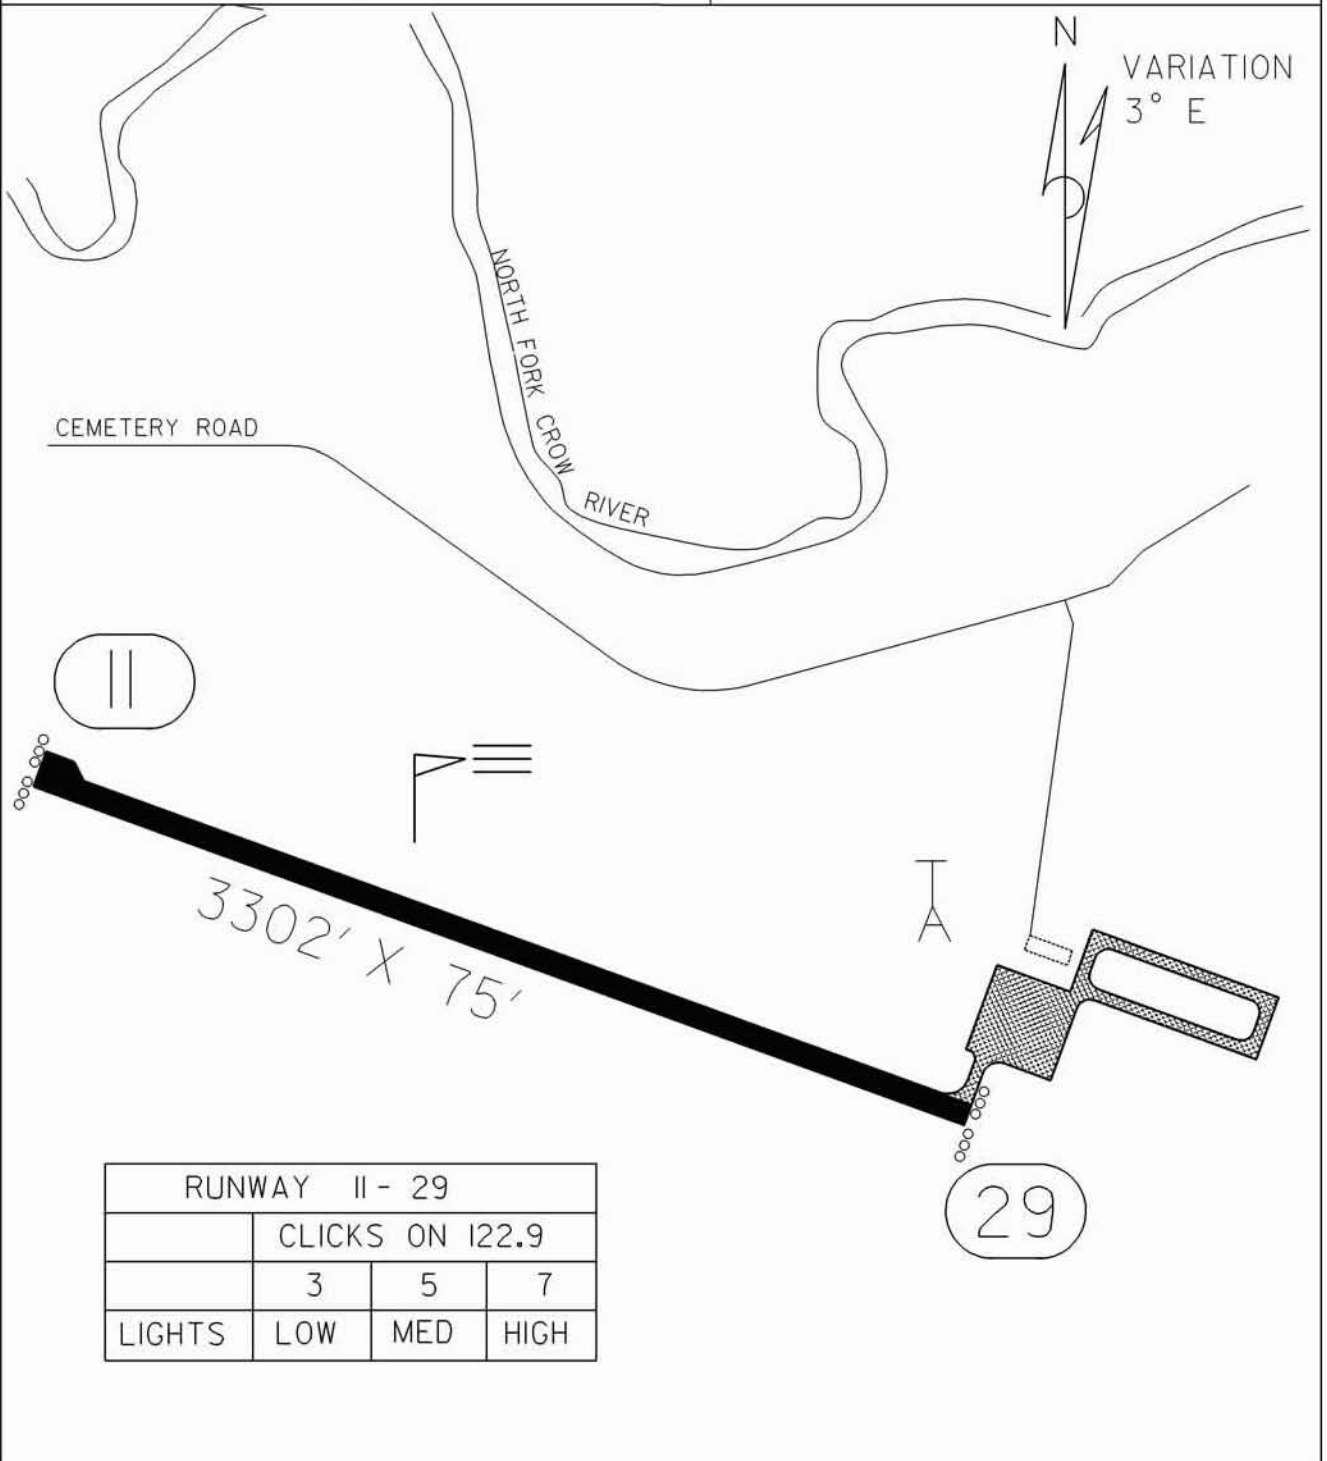 N
VARIATION
3° E
NORTH FORK CROW RIVER
CEMETERY ROAD
11
3302' X 75'
A
29
RUNWAY 11 - 29
CLICKS ON 122.9
3 5 7
LIGHTS LOW MED HIGH